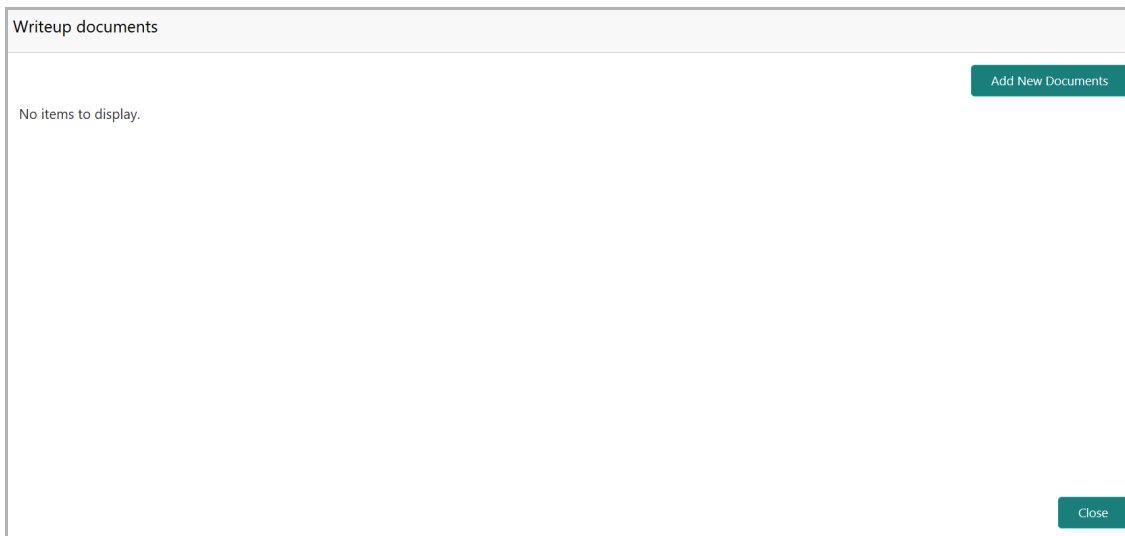 Writeup documents
Add New Documents
No items to display.
Close